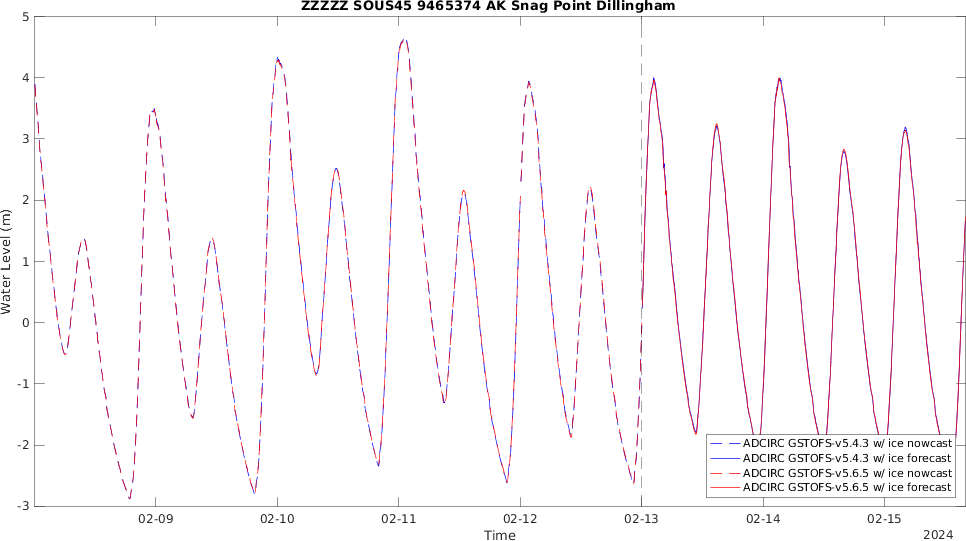 ZZZZZ SOUS45 9465374 AK Snag Point Dillingham
5
4
3
2
1
0
-1
-2
-3
Water Level (m)
02-09 02-10 02-11 02-12 02-13 02-14 02-15
Time
2024
ADCIRC GSTOFS-v5.4.3 w/ ice nowcast
ADCIRC GSTOFS-v5.4.3 w/ ice forecast
ADCIRC GSTOFS-v5.6.5 w/ ice nowcast
ADCIRC GSTOFS-v5.6.5 w/ ice forecast